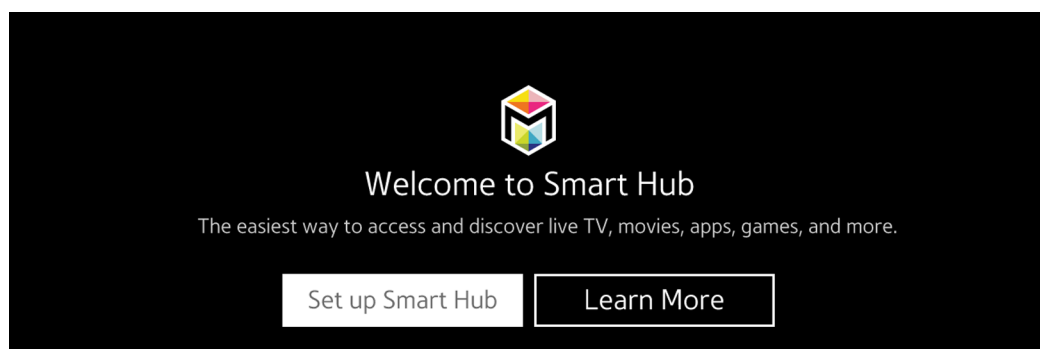 Welcome to Smart Hub
The easiest way to access and discover live TV, movies, apps, games, and more.
Set up Smart Hub
Learn More